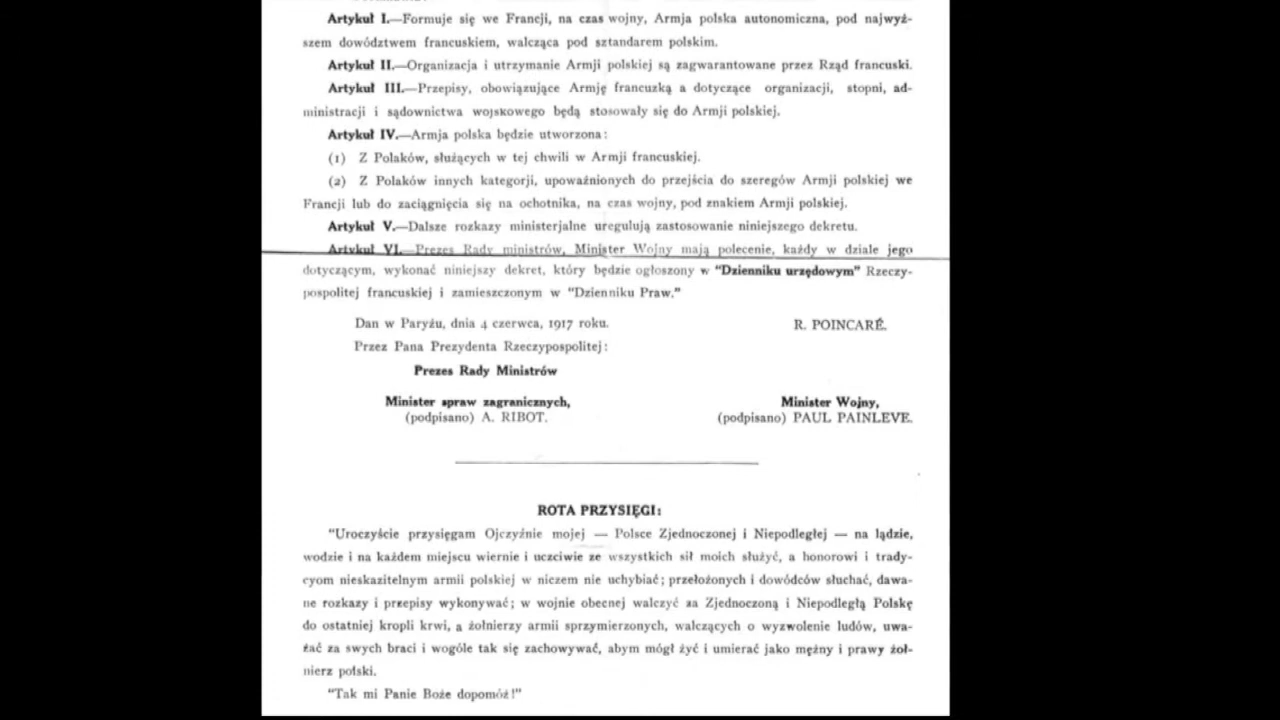 Artykuł I.—Formuje się we Francji, na czas wojny, Armja polska autonomiczna, pod najwyż-
szem dowództwem francuskiem, walcząca pod sztandarem polskim.
Artykuł II.—Organizacja i utrzymanie Armji polskiej są zagwarantowane przez Rząd francuski.
Artykuł III.—Przepisy, obowiązujące Armję francuzką a dotyczące organizacji, stopni, ad-
ministracji i sądownictwa wojskowego będą stosowały się do Armji polskiej.
Artykuł IV.—Armja polska będzie utworzona:
(1) Z Polaków, służących w tej chwili w Armji francuskiej.
(2) Z Polaków innych kategorji, upoważnionych do przejścia do szeregów Armji polskiej we
Francji lub do zaciągnięcia się na ochotnika, na czas wojny, pod znakiem Armji polskiej.
Artykuł V.—Dalsze rozkazy ministerjalne uregulują zastosowanie niniejszego dekretu.
Artykuł VI.—Prezes Rady ministrów, Minister Wojny mają polecenie, każdy w dziale jego
dotyczącym, wykonać niniejszy dekret, który będzie ogłoszony w "Dzienniku urzędowym" Rzeczy-
pospolitej francuskiej i zamieszczonym w "Dzienniku Praw."
Dan w Paryżu, dnia 4 czerwca, 1917 roku. R. POINCARÉ.
Przez Pana Prezydenta Rzeczypospolitej:
Prezes Rady Ministrów
Minister spraw zagranicznych, Minister Wojny,
(podpisano) A. RIBOT. (podpisano) PAUL PAINLEVE.
ROTA PRZYSIĘGI:
"Uroczyście przysięgam Ojczyźnie mojej — Polsce Zjednoczonej i Niepodległej — na lądzie,
wodzie i na każdem miejscu wiernie i uczciwie ze wszystkich sił moich służyć, a honorowi i trady-
cyom nieskazitelnym armii polskiej w niczem nie uchybiać; przełożonych i dowódców słuchać, dawa-
ne rozkazy i przepisy wykonywać; w wojnie obecnej walczyć za Zjednoczoną i Niepodległą Polskę
do ostatniej kropli krwi, a żołnierzy armii sprzymierzonych, walczących o wyzwolenie ludów, uwa-
żać za swych braci i wogóle tak się zachowywać, abym mógł żyć i umierać jako mężny i prawy żoł-
nierz polski.
"Tak mi Panie Boże dopomóż!"